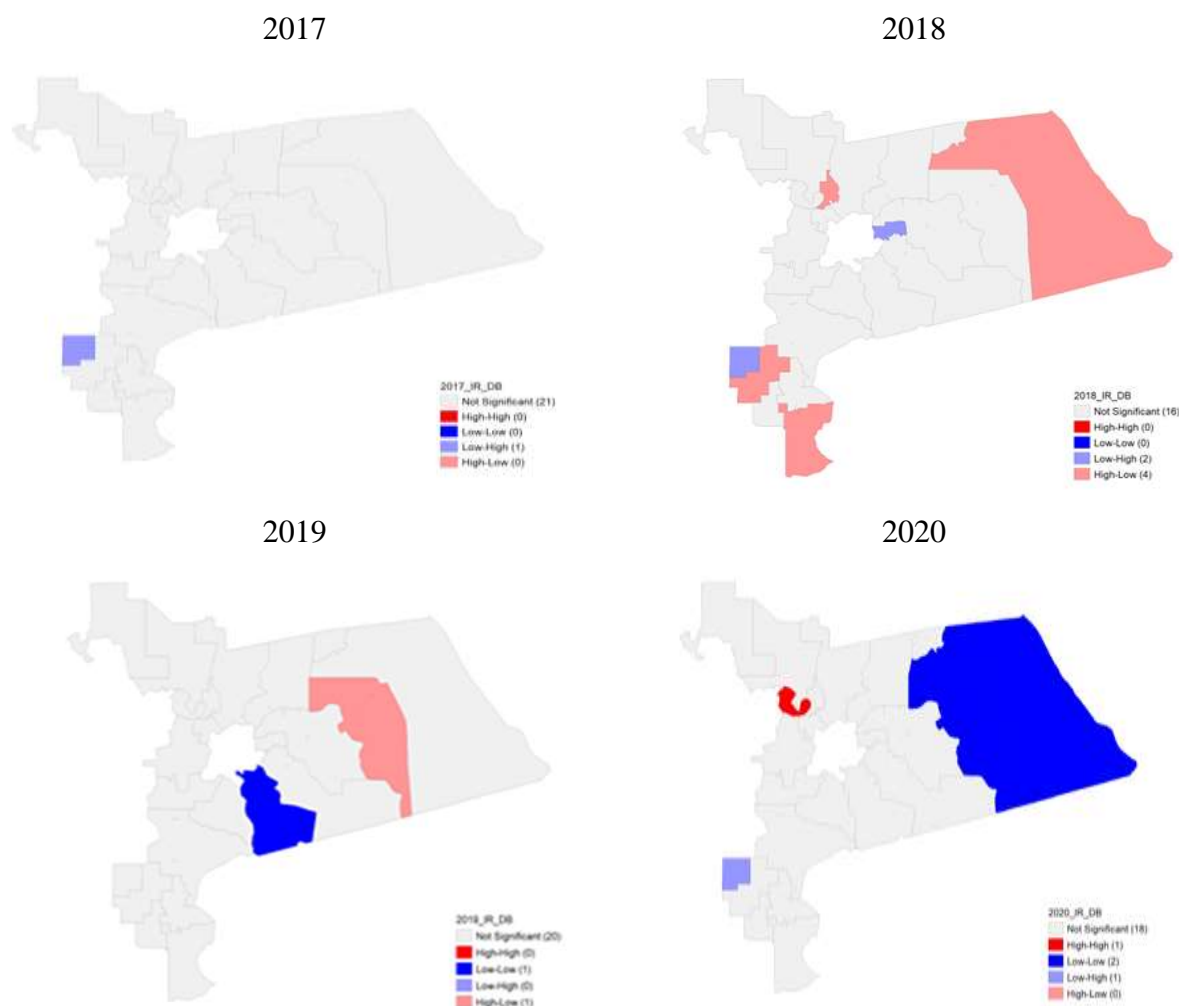 2017
2018
2017_IR_DB
Not Significant (21)
High-High (0)
Low-Low (0)
Low-High (1)
High-Low (0)
2018_IR_DB
Not Significant (16)
High-High (0)
Low-Low (0)
Low-High (2)
High-Low (4)
2019
2020
2019_IR_DB
Not Significant (20)
High-High (0)
Low-Low (1)
Low-High (0)
High-Low (1)
2020_IR_DB
Not Significant (18)
High-High (1)
Low-Low (2)
Low-High (1)
High-Low (0)